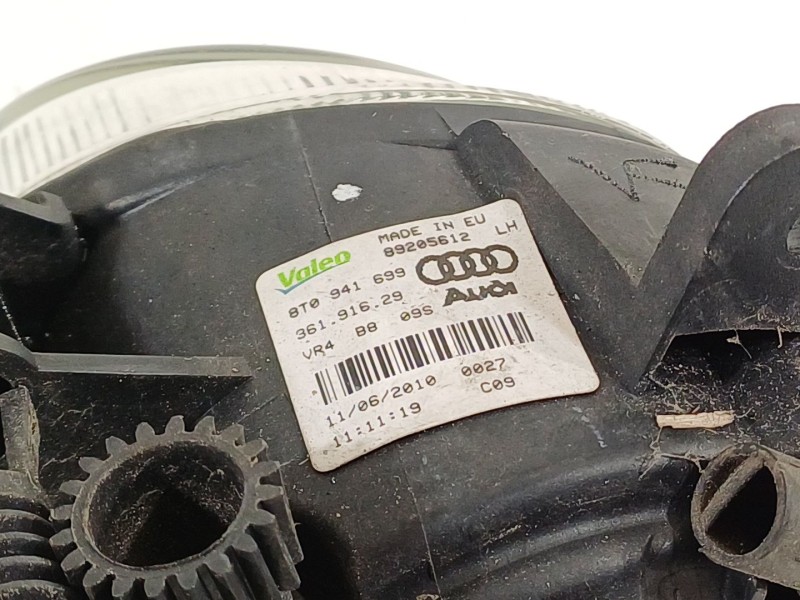 MADE IN EU
Valeo 89205612 LH
8T0 941 699
361.916.29 Audi
VR4 B8 09S
11/06/2010 0027
11:11:19 C09